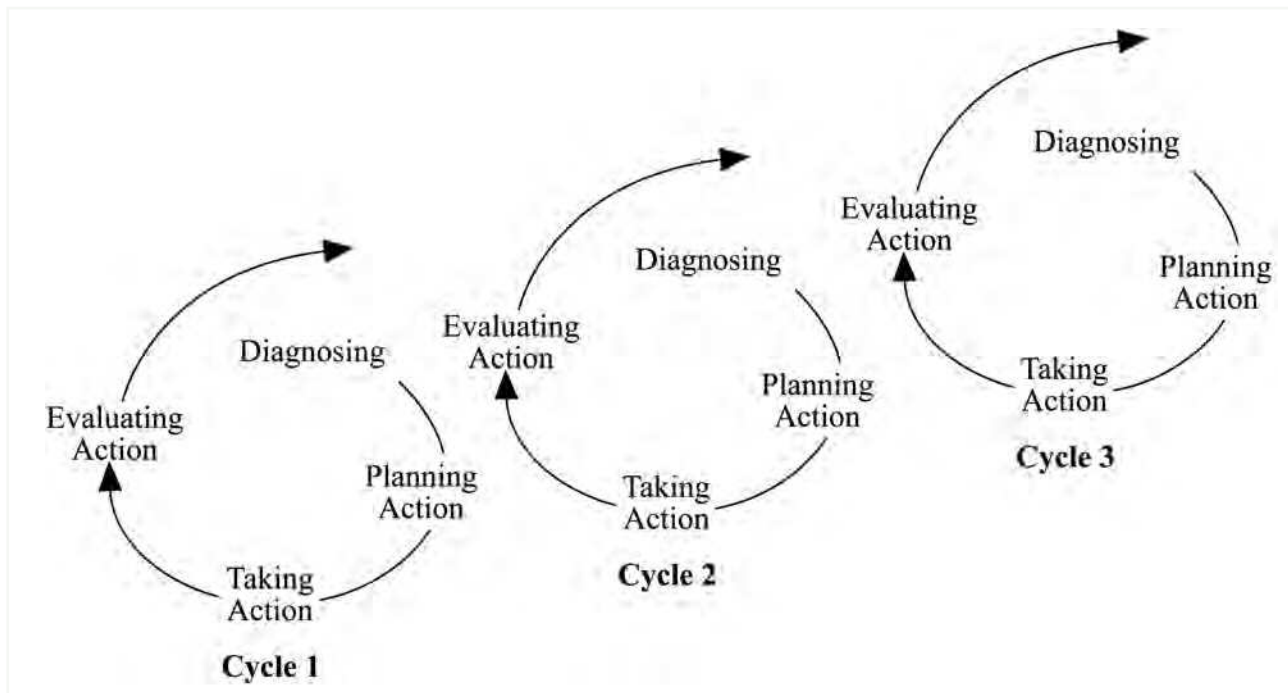 Diagnosing
Planning
Action
Taking
Action
Evaluating
Action
Cycle 1
Diagnosing
Planning
Action
Taking
Action
Evaluating
Action
Cycle 2
Diagnosing
Planning
Action
Taking
Action
Evaluating
Action
Cycle 3